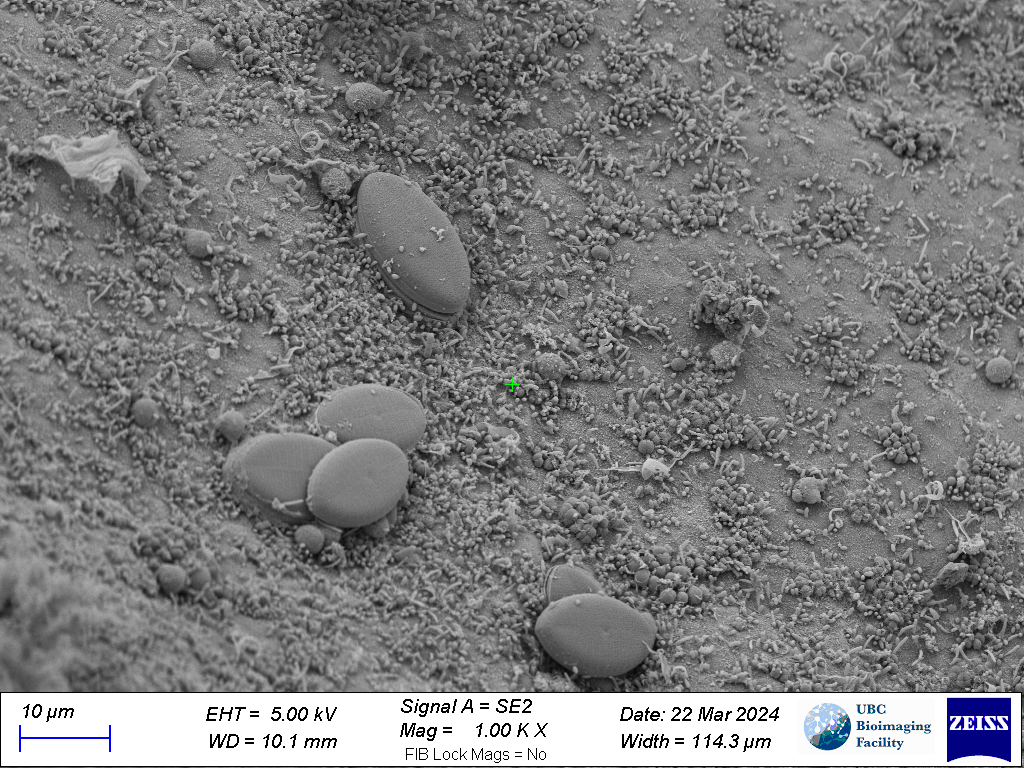 10 µm
EHT = 5.00 kV
WD = 10.1 mm
Signal A = SE2
Mag = 1.00 K X
FIB Lock Mags = No
Date: 22 Mar 2024
Width = 114.3 µm
UBC
Bioimaging
Facility
ZEISS